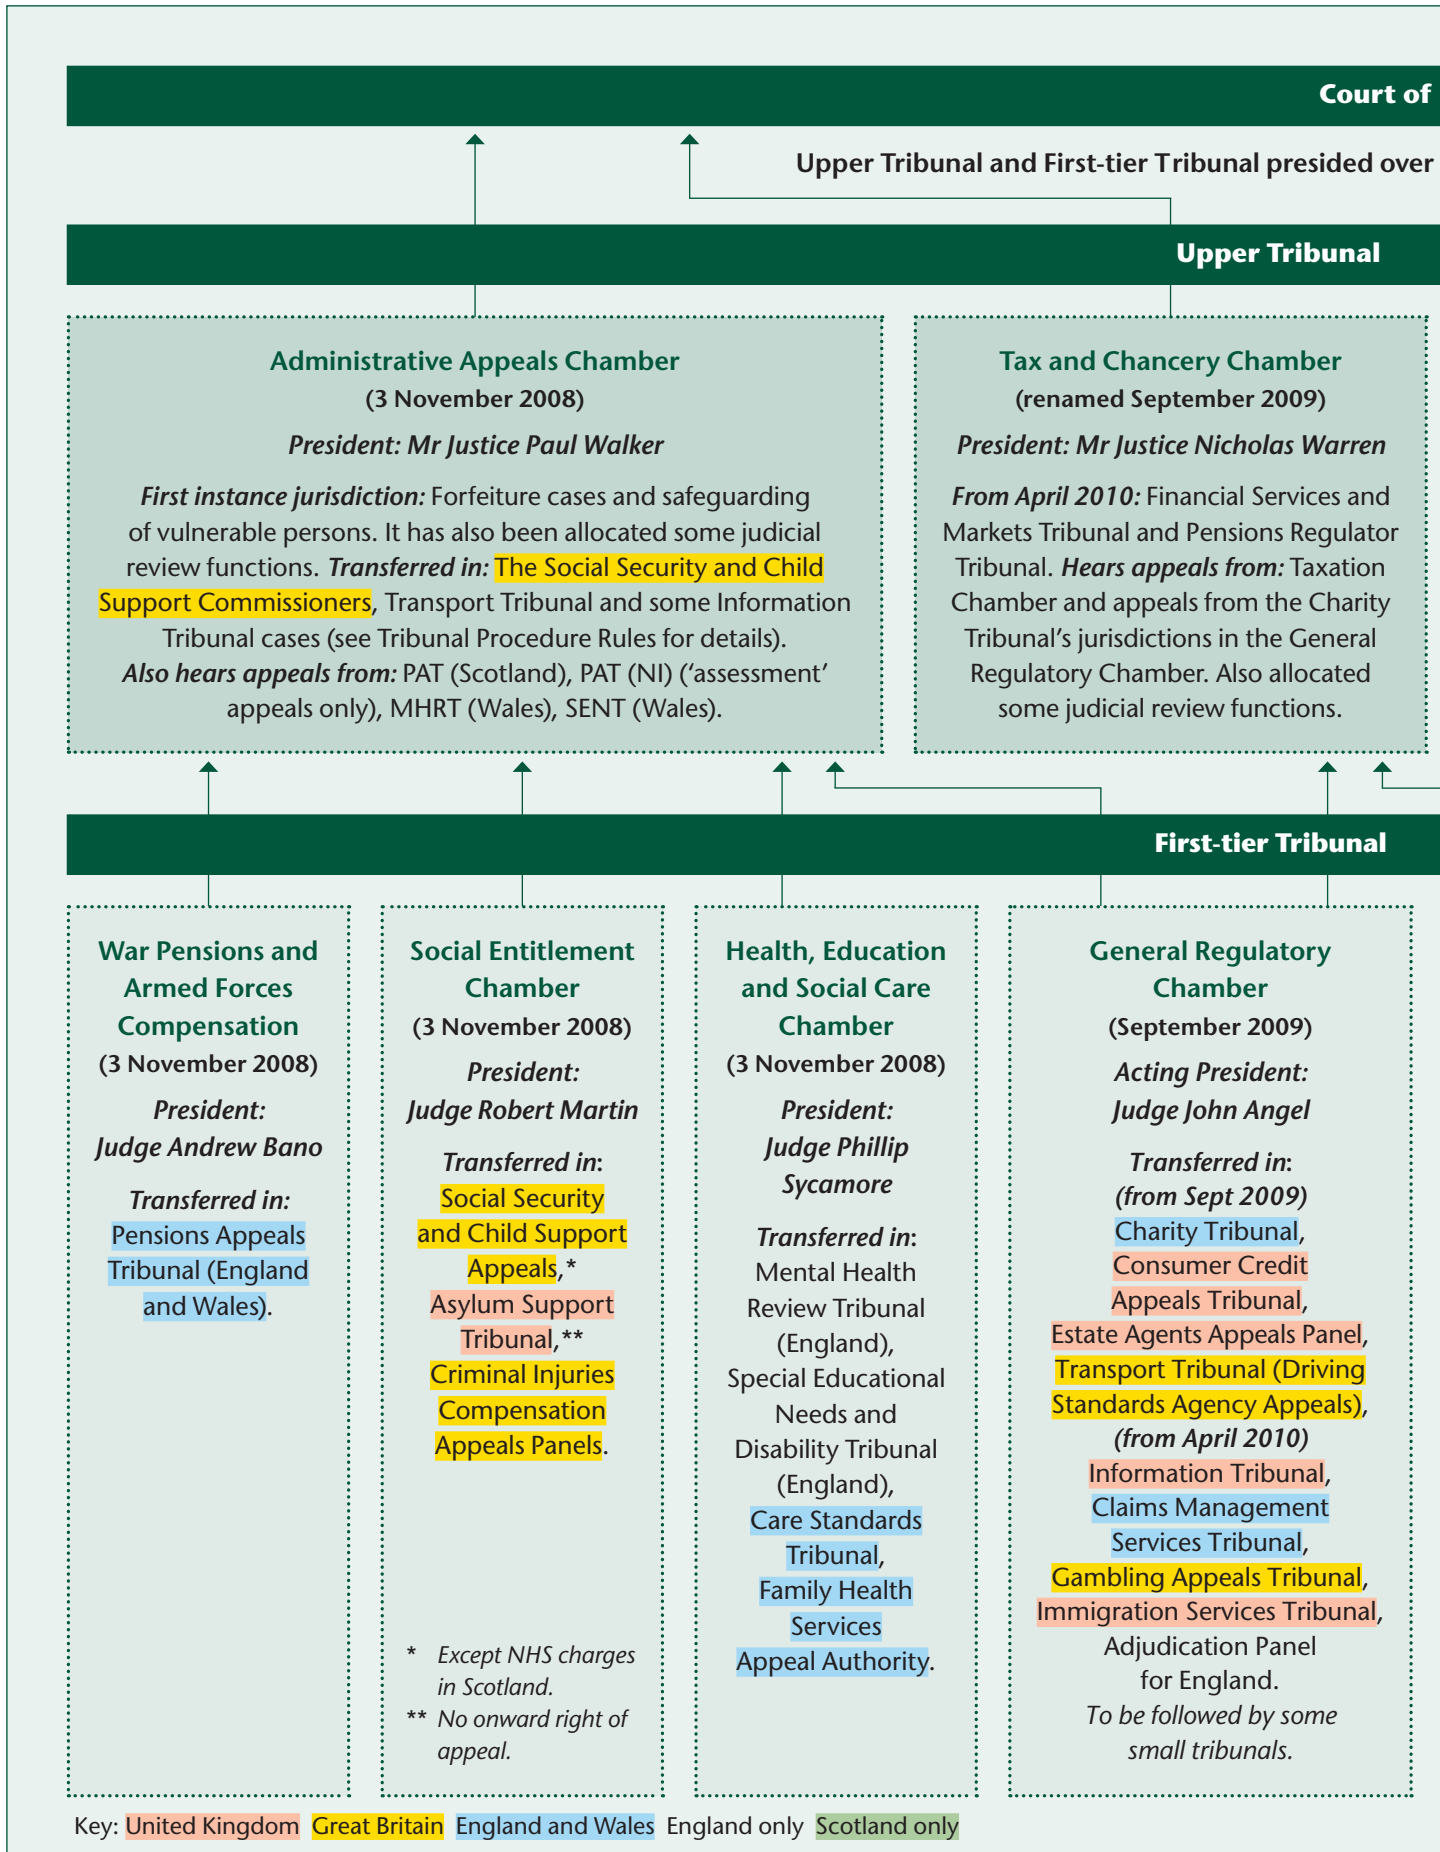 Court of
Upper Tribunal and First-tier Tribunal presided over
Upper Tribunal
Administrative Appeals Chamber
(3 November 2008)
President: Mr Justice Paul Walker
First instance jurisdiction: Forfeiture cases and safeguarding
of vulnerable persons. It has also been allocated some judicial
review functions. Transferred in: The Social Security and Child
Support Commissioners, Transport Tribunal and some Information
Tribunal cases (see Tribunal Procedure Rules for details).
Also hears appeals from: PAT (Scotland), PAT (NI) (‘assessment’
appeals only), MHRT (Wales), SENT (Wales).
Tax and Chancery Chamber
(renamed September 2009)
President: Mr Justice Nicholas Warren
From April 2010: Financial Services and
Markets Tribunal and Pensions Regulator
Tribunal. Hears appeals from: Taxation
Chamber and appeals from the Charity
Tribunal’s jurisdictions in the General
Regulatory Chamber. Also allocated
some judicial review functions.
First-tier Tribunal
War Pensions and
Armed Forces
Compensation
(3 November 2008)
President:
Judge Andrew Bano
Transferred in:
Pensions Appeals
Tribunal (England
and Wales).
Social Entitlement
Chamber
(3 November 2008)
President:
Judge Robert Martin
Transferred in:
Social Security
and Child Support
Appeals,*
Asylum Support
Tribunal,**
Criminal Injuries
Compensation
Appeals Panels.
* Except NHS charges
in Scotland.
** No onward right of
appeal.
Health, Education
and Social Care
Chamber
(3 November 2008)
President:
Judge Phillip
Sycamore
Transferred in:
Mental Health
Review Tribunal
(England),
Special Educational
Needs and
Disability Tribunal
(England),
Care Standards
Tribunal,
Family Health
Services
Appeal Authority.
General Regulatory
Chamber
(September 2009)
Acting President:
Judge John Angel
Transferred in:
(from Sept 2009)
Charity Tribunal,
Consumer Credit
Appeals Tribunal,
Estate Agents Appeals Panel,
Transport Tribunal (Driving
Standards Agency Appeals),
(from April 2010)
Information Tribunal,
Claims Management
Services Tribunal,
Gambling Appeals Tribunal,
Immigration Services Tribunal,
Adjudication Panel
for England.
To be followed by some
small tribunals.
Key: United Kingdom Great Britain England and Wales England only Scotland only